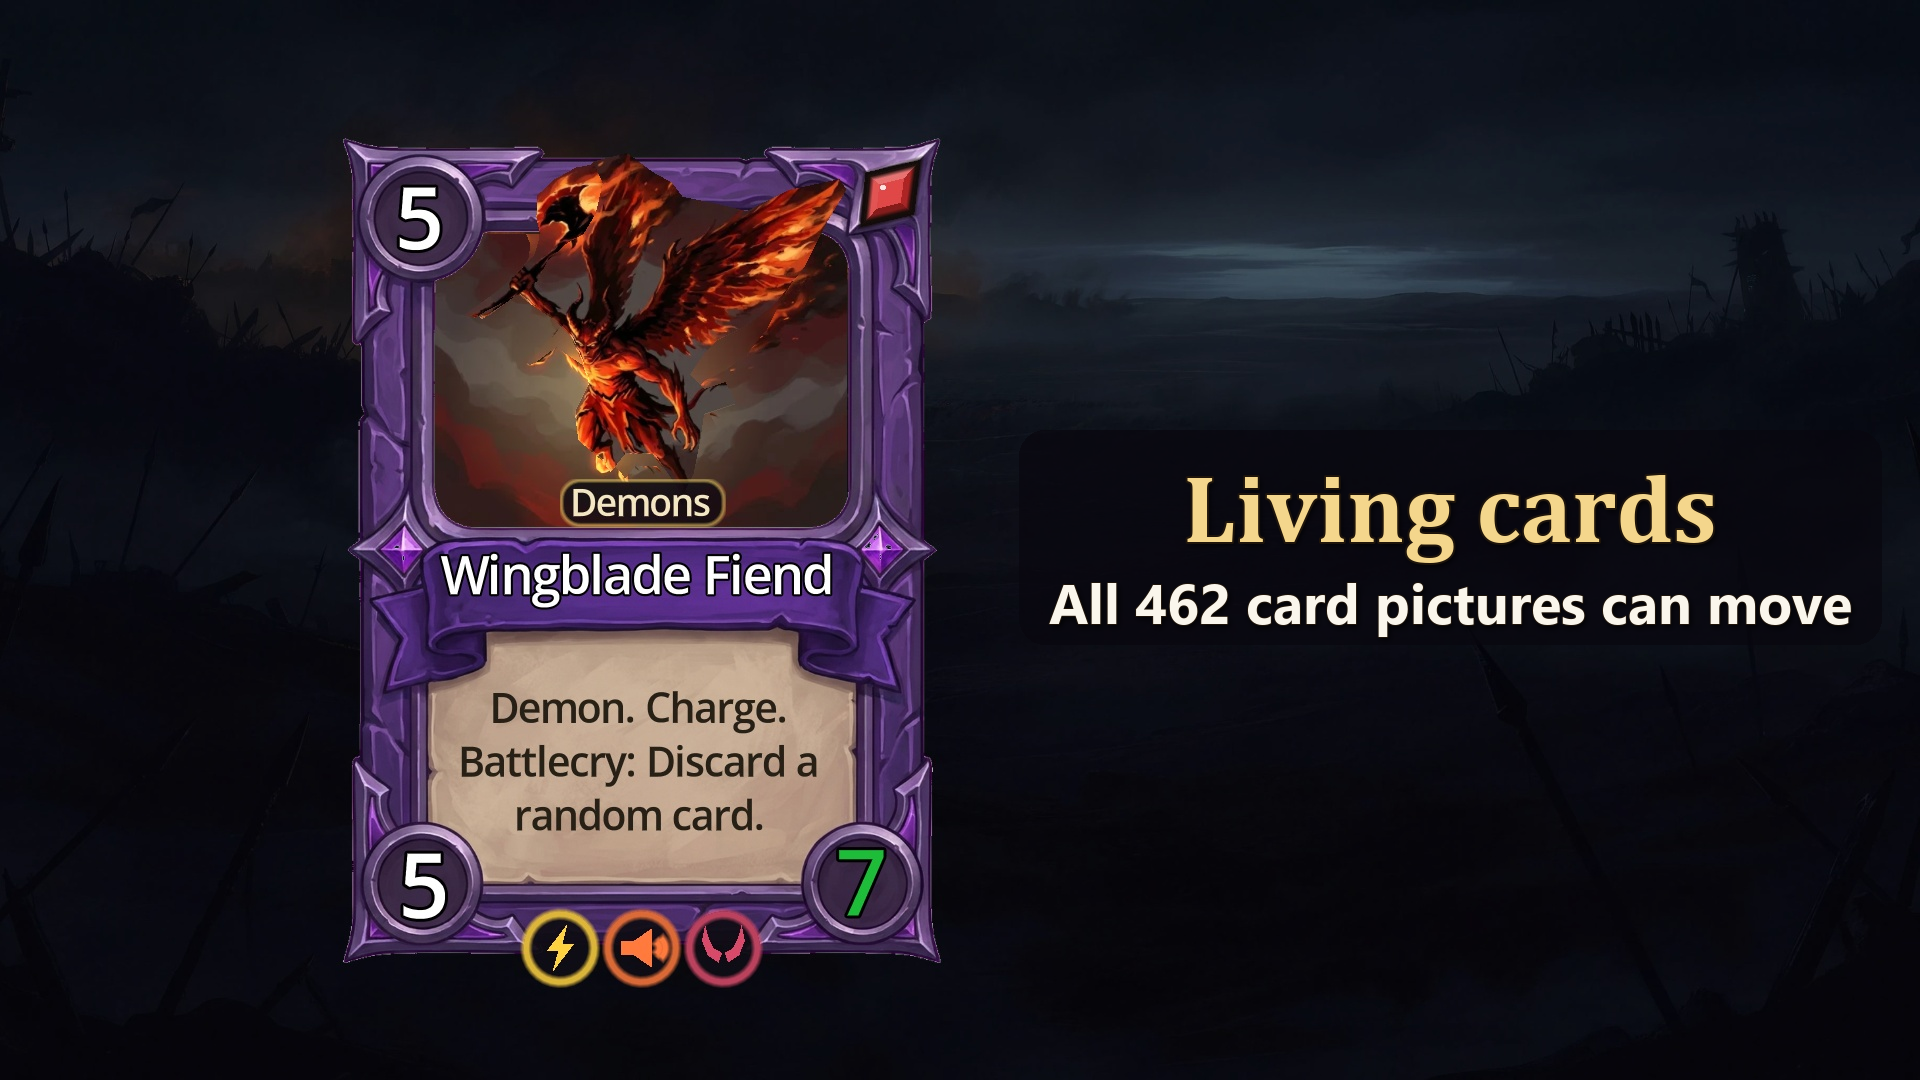 5
Demons
Wingblade Fiend
Demon. Charge.
Battlecry: Discard a
random card.
5
7
Living cards
All 462 card pictures can move